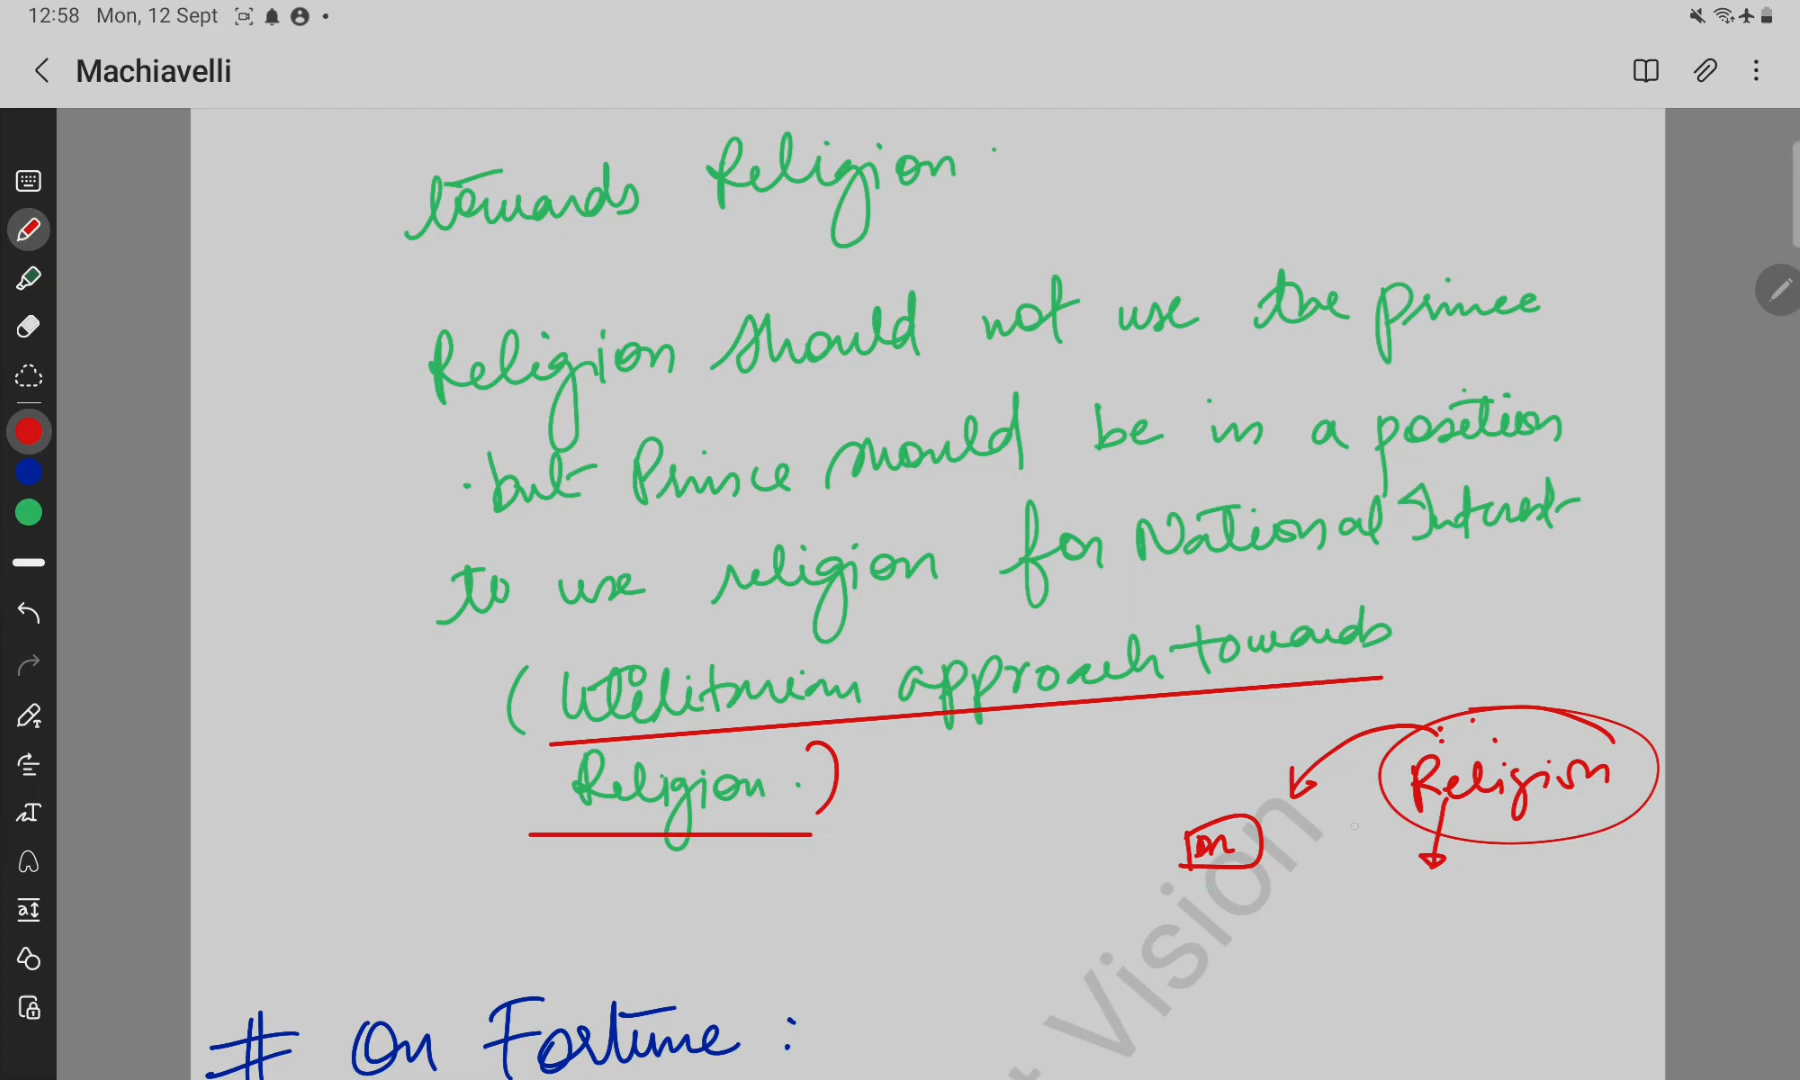 12:58 Mon, 12 Sept
Machiavelli
towards Religion.
Religion should not use the prince
but Prince should be in a position
to use religion for National Interest
(Utilitarian approach towards
Religion.)
Religion
Vision
# On Fortune: